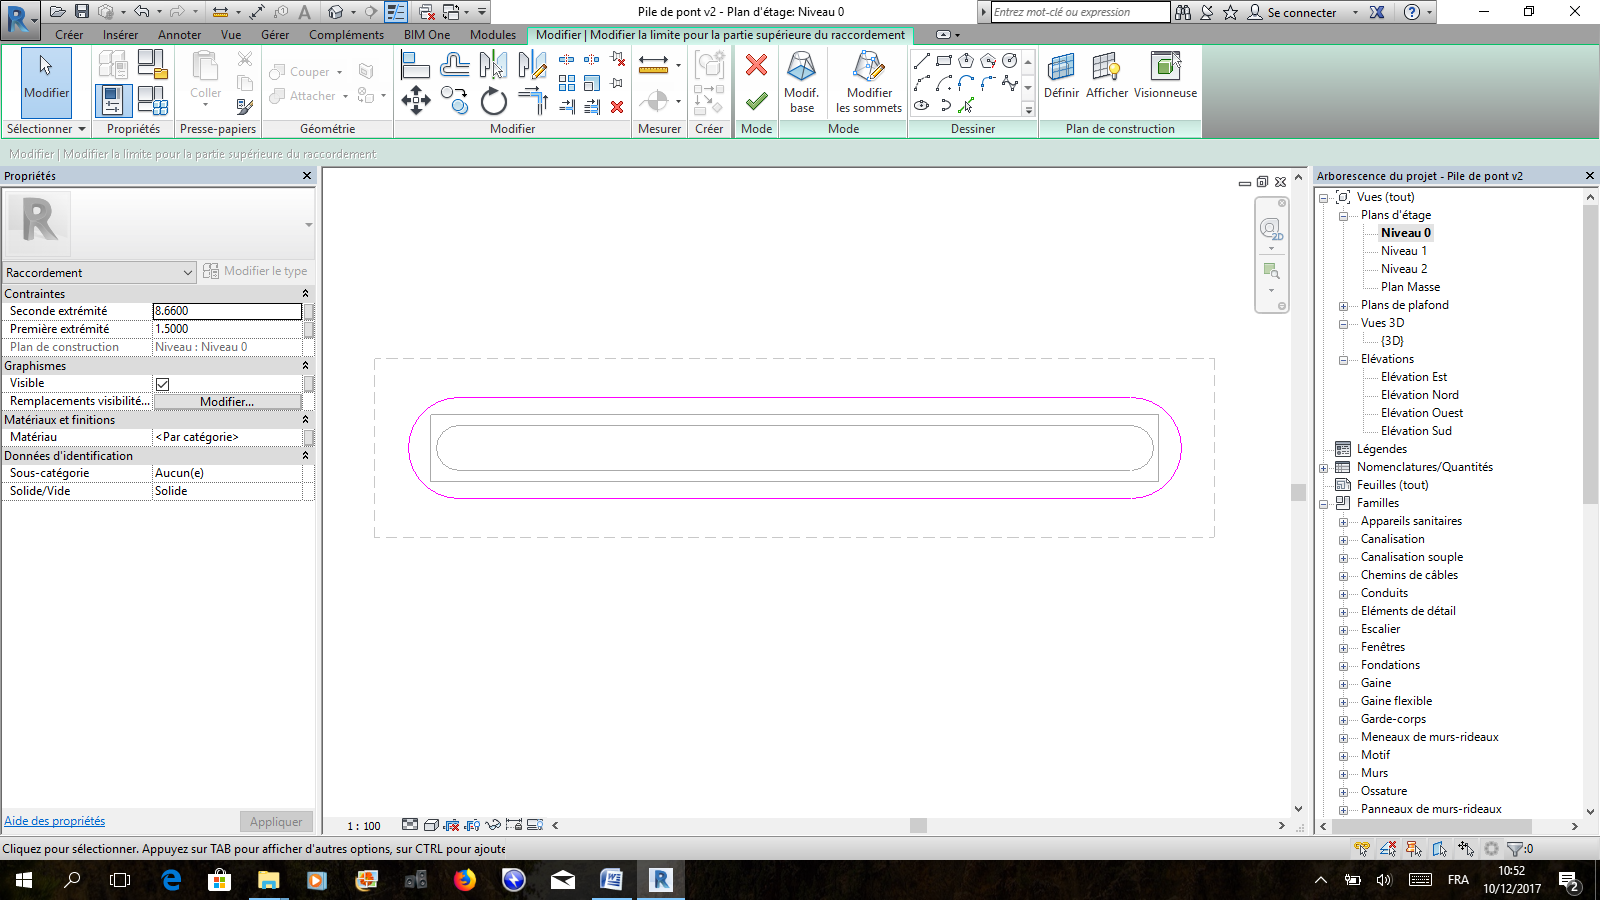 Pile de pont v2 - Plan d'étage: Niveau 0
Entrez mot-clé ou expression
Se connecter
Créer Insérer Annoter Vue Gérer Compléments BIM One Modules Modifier | Modifier la limite pour la partie supérieure du raccordement
Modifier
Coller
Couper
Attacher
Modif. base
Modifier les sommets
Définir
Afficher
Visionneuse
Sélectionner Propriétés Presse-papiers Géométrie Modifier Mesurer Créer Mode Mode Dessiner Plan de construction
Modifier | Modifier la limite pour la partie supérieure du raccordement
Propriétés
Raccordement
Modifier le type
Contraintes
Seconde extrémité 8.6600
Première extrémité 1.5000
Plan de construction Niveau : Niveau 0
Graphismes
Visible
Remplacements visibilité... Modifier...
Matériaux et finitions
Matériau <Par catégorie>
Données d'identification
Sous-catégorie Aucun(e)
Solide/Vide Solide
Aide des propriétés
Appliquer
2D
1 : 100
Arborescence du projet - Pile de pont v2
Vues (tout)
Plans d'étage
Niveau 0
Niveau 1
Niveau 2
Plan Masse
Plans de plafond
Vues 3D
{3D}
Elévations
Elévation Est
Elévation Nord
Elévation Ouest
Elévation Sud
Légendes
Nomenclatures/Quantités
Feuilles (tout)
Familles
Appareils sanitaires
Canalisation
Canalisation souple
Chemins de câbles
Conduits
Eléments de détail
Escalier
Fenêtres
Fondations
Gaine
Gaine flexible
Garde-corps
Meneaux de murs-rideaux
Motif
Murs
Ossature
Panneaux de murs-rideaux
Cliquez pour sélectionner. Appuyez sur TAB pour afficher d'autres options, sur CTRL pour ajoute
:0
FRA
10:52
10/12/2017
2